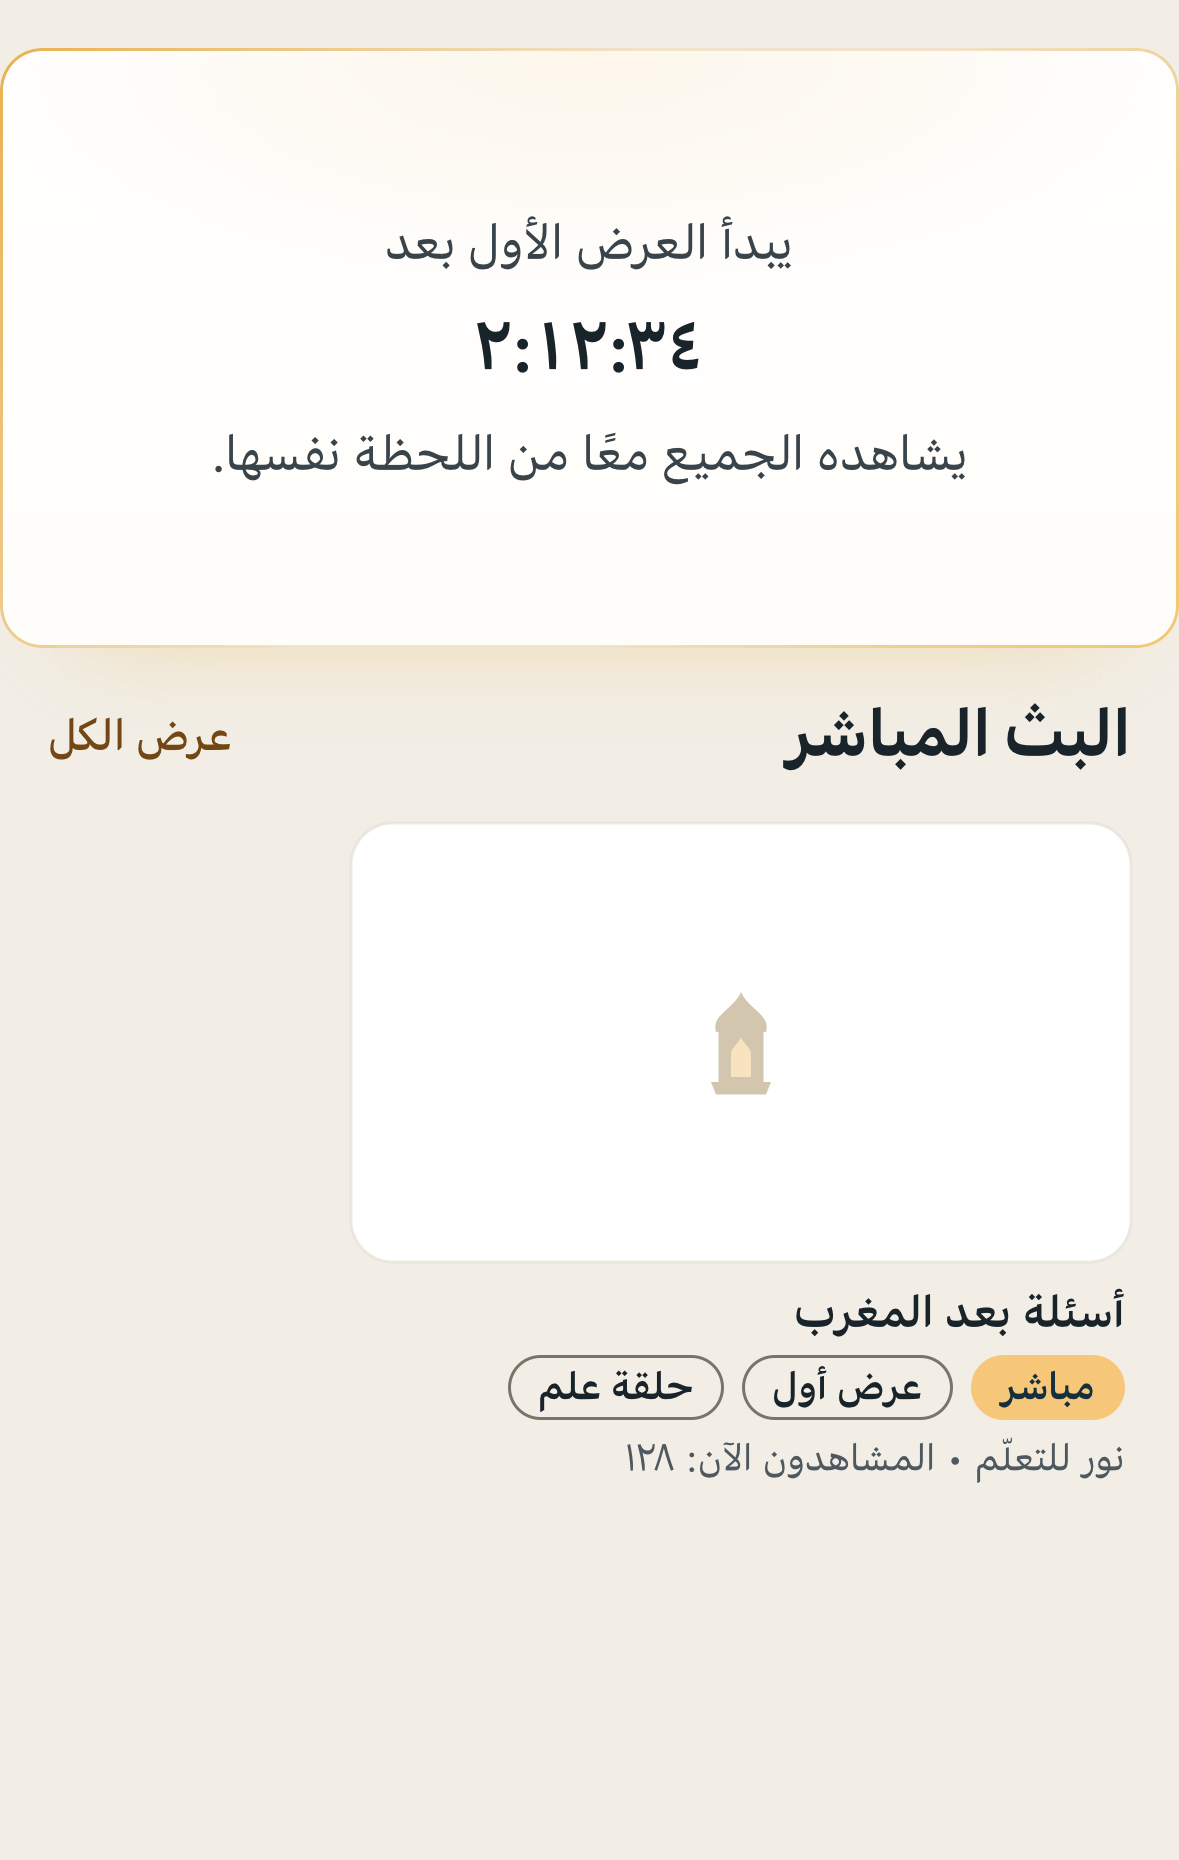 يبدأ العرض الأول بعد
٢:١٢:٣٤
يشاهده الجميع معًا من اللحظة نفسها.
البث المباشر
عرض الكل
أسئلة بعد المغرب
مباشر
عرض أول
حلقة علم
نور للتعلّم • المشاهدون الآن: ١٢٨